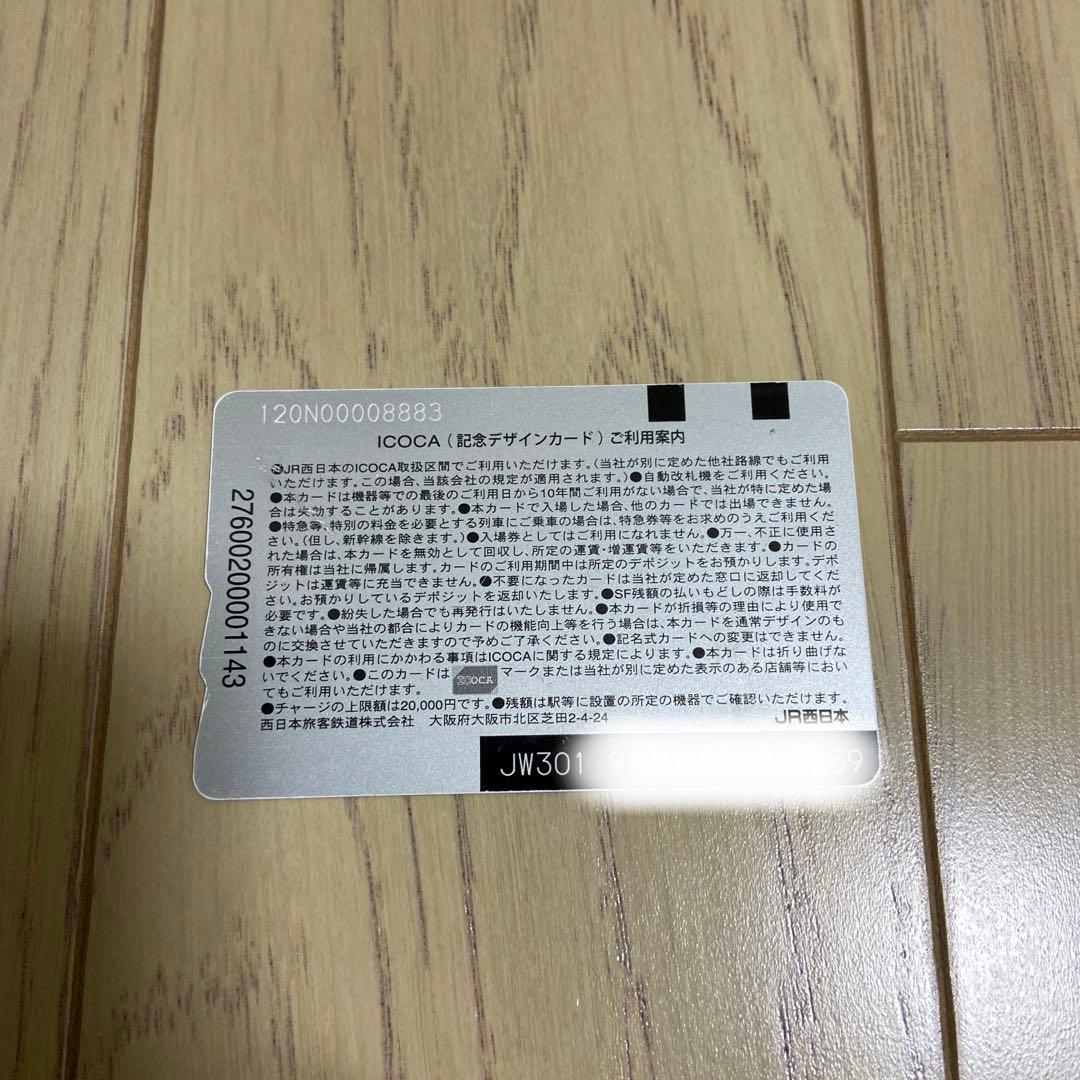 120N00008883
ICOCA（記念デザインカード）ご利用案内
●JR西日本のICOCA取扱区間でご利用いただけます。（当社が別に定めた他社路線でもご利用
いただけます。この場合、当該会社の規定が適用されます。）●自動改札機をご利用ください。
●本カードは機器等での最後のご利用日から10年間ご利用がない場合で、当社が特に定めた場
合は失効することがあります。●本カードで入場した場合、他のカードでは出場できません。
●特急等、特別の料金を必要とする列車にご乗車の場合は、特急券等をお求めのうえご利用くだ
さい。（但し、新幹線を除きます。）●入場券としてはご利用になれません。●万一、不正に使用さ
れた場合は、本カードを無効として回収し、所定の運賃・増運賃等をいただきます。●カードの
所有権は当社に帰属します。カードのご利用期間中は所定のデポジットをお預かりします。デポ
ジットは運賃等に充当できません。●不要になったカードは当社が定めた窓口に返却してくだ
さい。お預かりしているデポジットを返却いたします。●SF残額の払いもどしの際は手数料が
必要です。●紛失した場合でも再発行はいたしません。●本カードが折損等の理由により使用で
きない場合や当社の都合によりカードの機能向上等を行う場合は、本カードを通常デザインのも
のに交換させていただきますので予めご了承ください。●記名式カードへの変更はできません。
●本カードの利用にかかわる事項はICOCAに関する規定によります。●本カードは折り曲げな
いでください。●このカードは ICOCA マークまたは当社が別に定めた表示のある店舗等におい
てもご利用いただけます。
●チャージの上限額は20,000円です。●残額は駅等に設置の所定の機器でご確認いただけます。
西日本旅客鉄道株式会社　大阪府大阪市北区芝田2-4-24
JR西日本
27600200001143
JW301
59